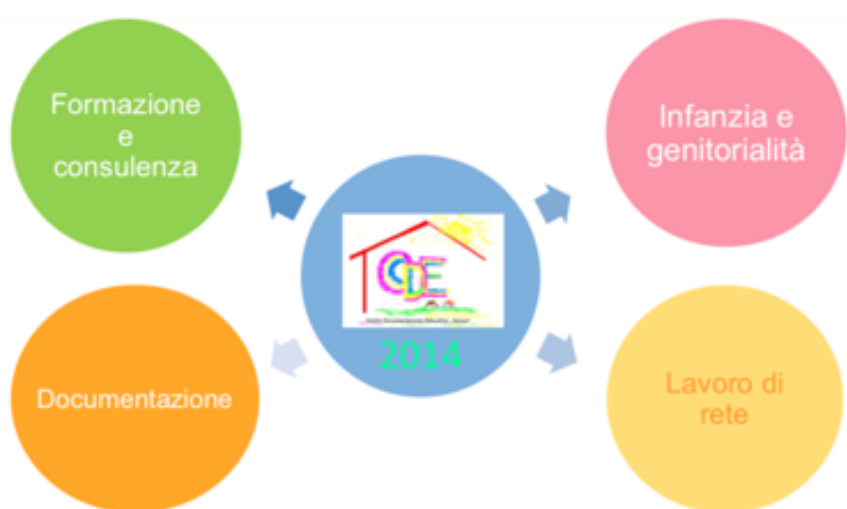 Formazione
e
consulenza
Infanzia e
genitorialità
CDE
2014
Documentazione
Lavoro di
rete